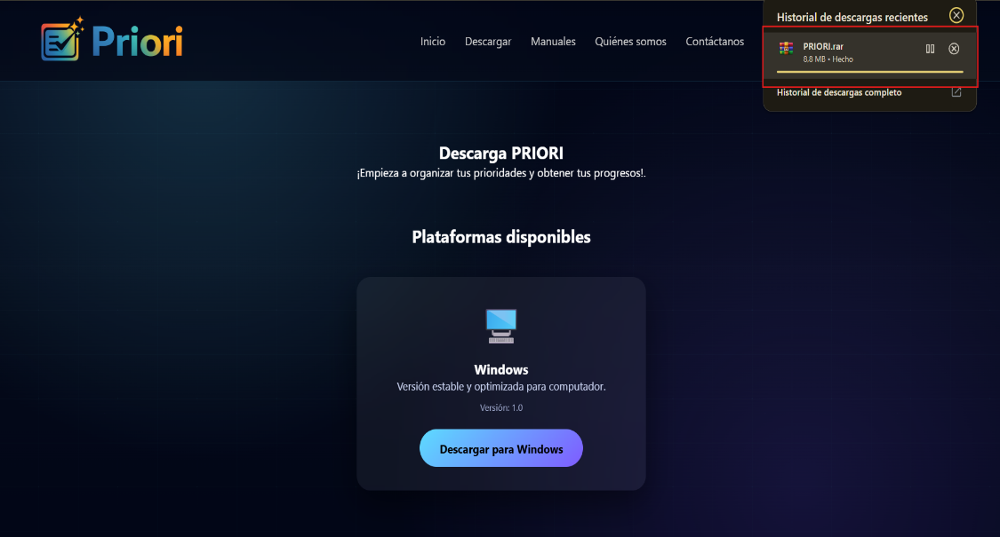 Priori
Inicio
Descargar
Manuales
Quiénes somos
Contáctanos
Historial de descargas recientes
PRIORI.rar
8.8 MB • Hecho
Historial de descargas completo
Descarga PRIORI
¡Empieza a organizar tus prioridades y obtener tus progresos!.
Plataformas disponibles
Windows
Versión estable y optimizada para computador.
Versión: 1.0
Descargar para Windows